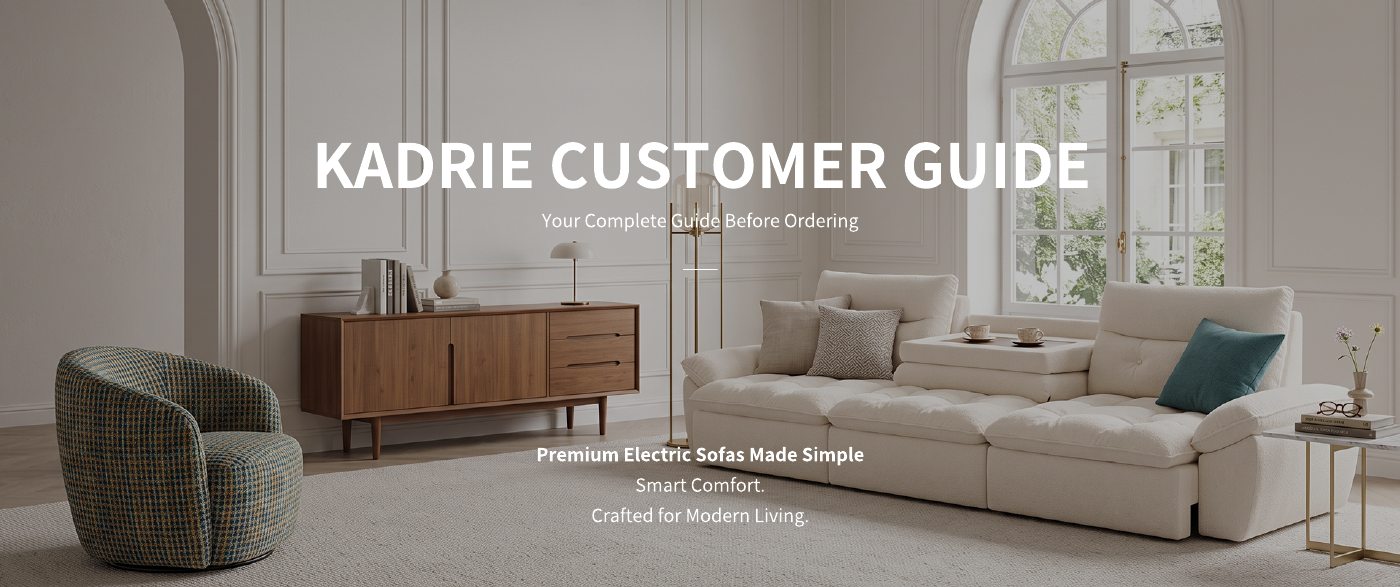 KADRIE CUSTOMER GUIDE
Your Complete Guide Before Ordering
Premium Electric Sofas Made Simple
Smart Comfort.
Crafted for Modern Living.